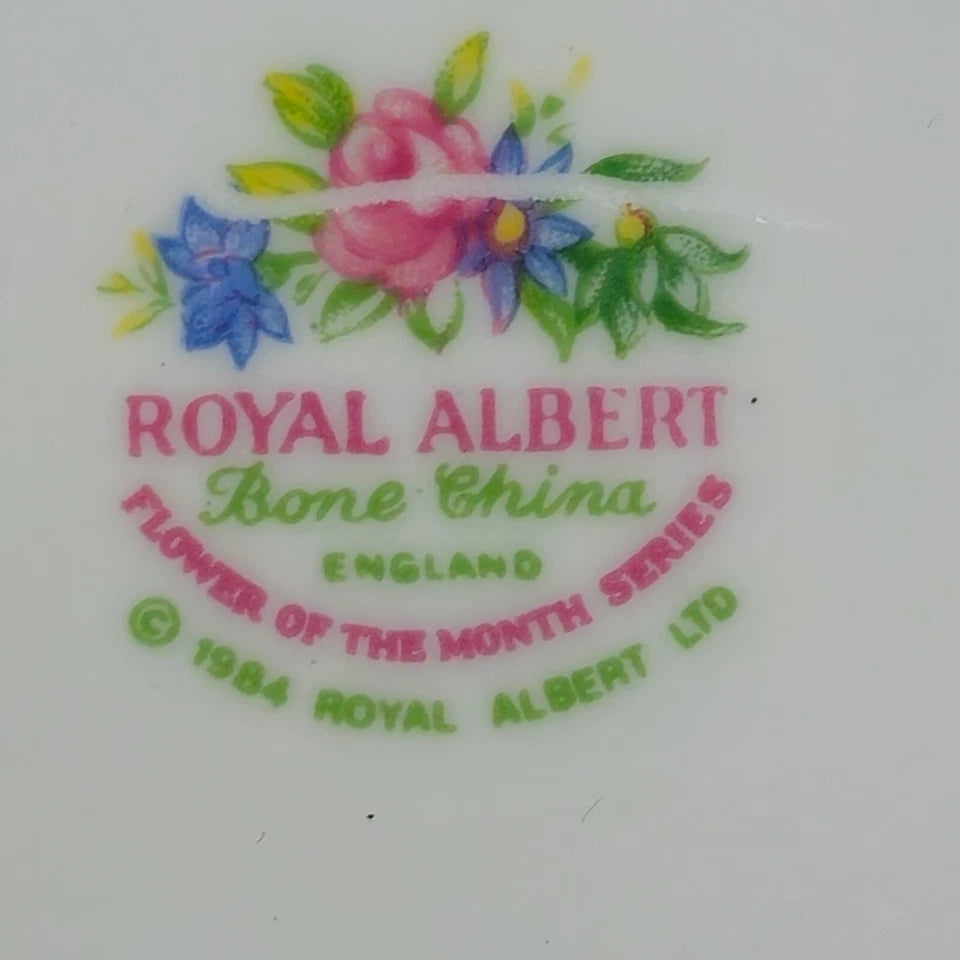 ROYAL ALBERT
Bone China
ENGLAND
FLOWER OF THE MONTH SERIES
© 1984 ROYAL ALBERT LTD